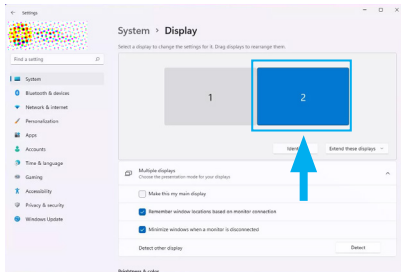 Settings
System > Display
Select a display to change the settings for it. Drag displays to rearrange them.
Find a setting
1
2
System
Bluetooth & devices
Network & internet
Personalization
Apps
Accounts
Time & language
Gaming
Accessibility
Privacy & security
Windows Update
Extend these displays
Multiple displays
Choose the presentation mode for your displays
Make this my main display
Remember window locations based on monitor connection
Minimize windows when a monitor is disconnected
Detect other display
Detect
Brightness & color